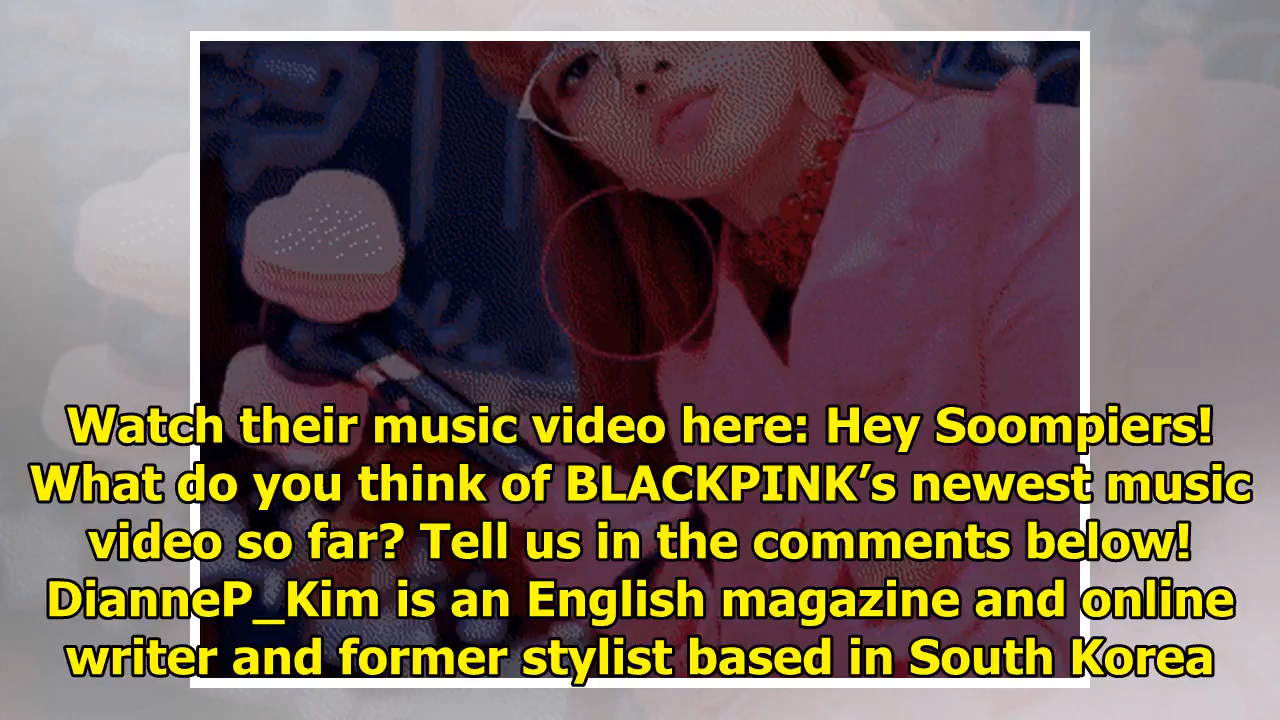 Watch their music video here: Hey Soompiers!
What do you think of BLACKPINK’s newest music
video so far? Tell us in the comments below!
DianneP_Kim is an English magazine and online
writer and former stylist based in South Korea